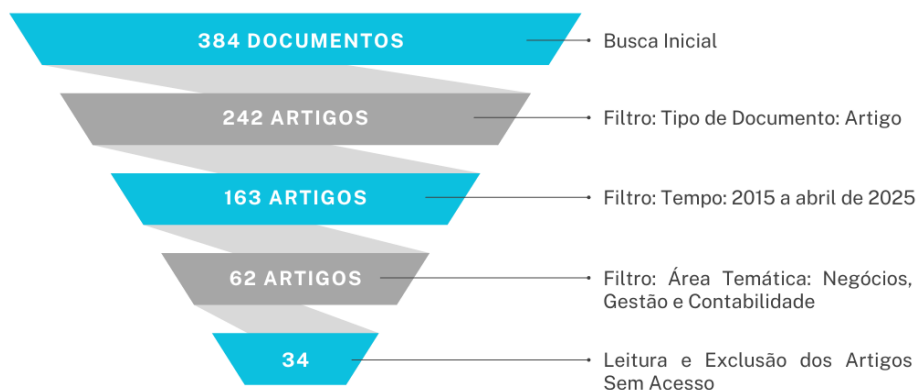 384 DOCUMENTOS
Busca Inicial
242 ARTIGOS
Filtro: Tipo de Documento: Artigo
163 ARTIGOS
Filtro: Tempo: 2015 a abril de 2025
62 ARTIGOS
Filtro: Área Temática: Negócios,
Gestão e Contabilidade
34
Leitura e Exclusão dos Artigos
Sem Acesso